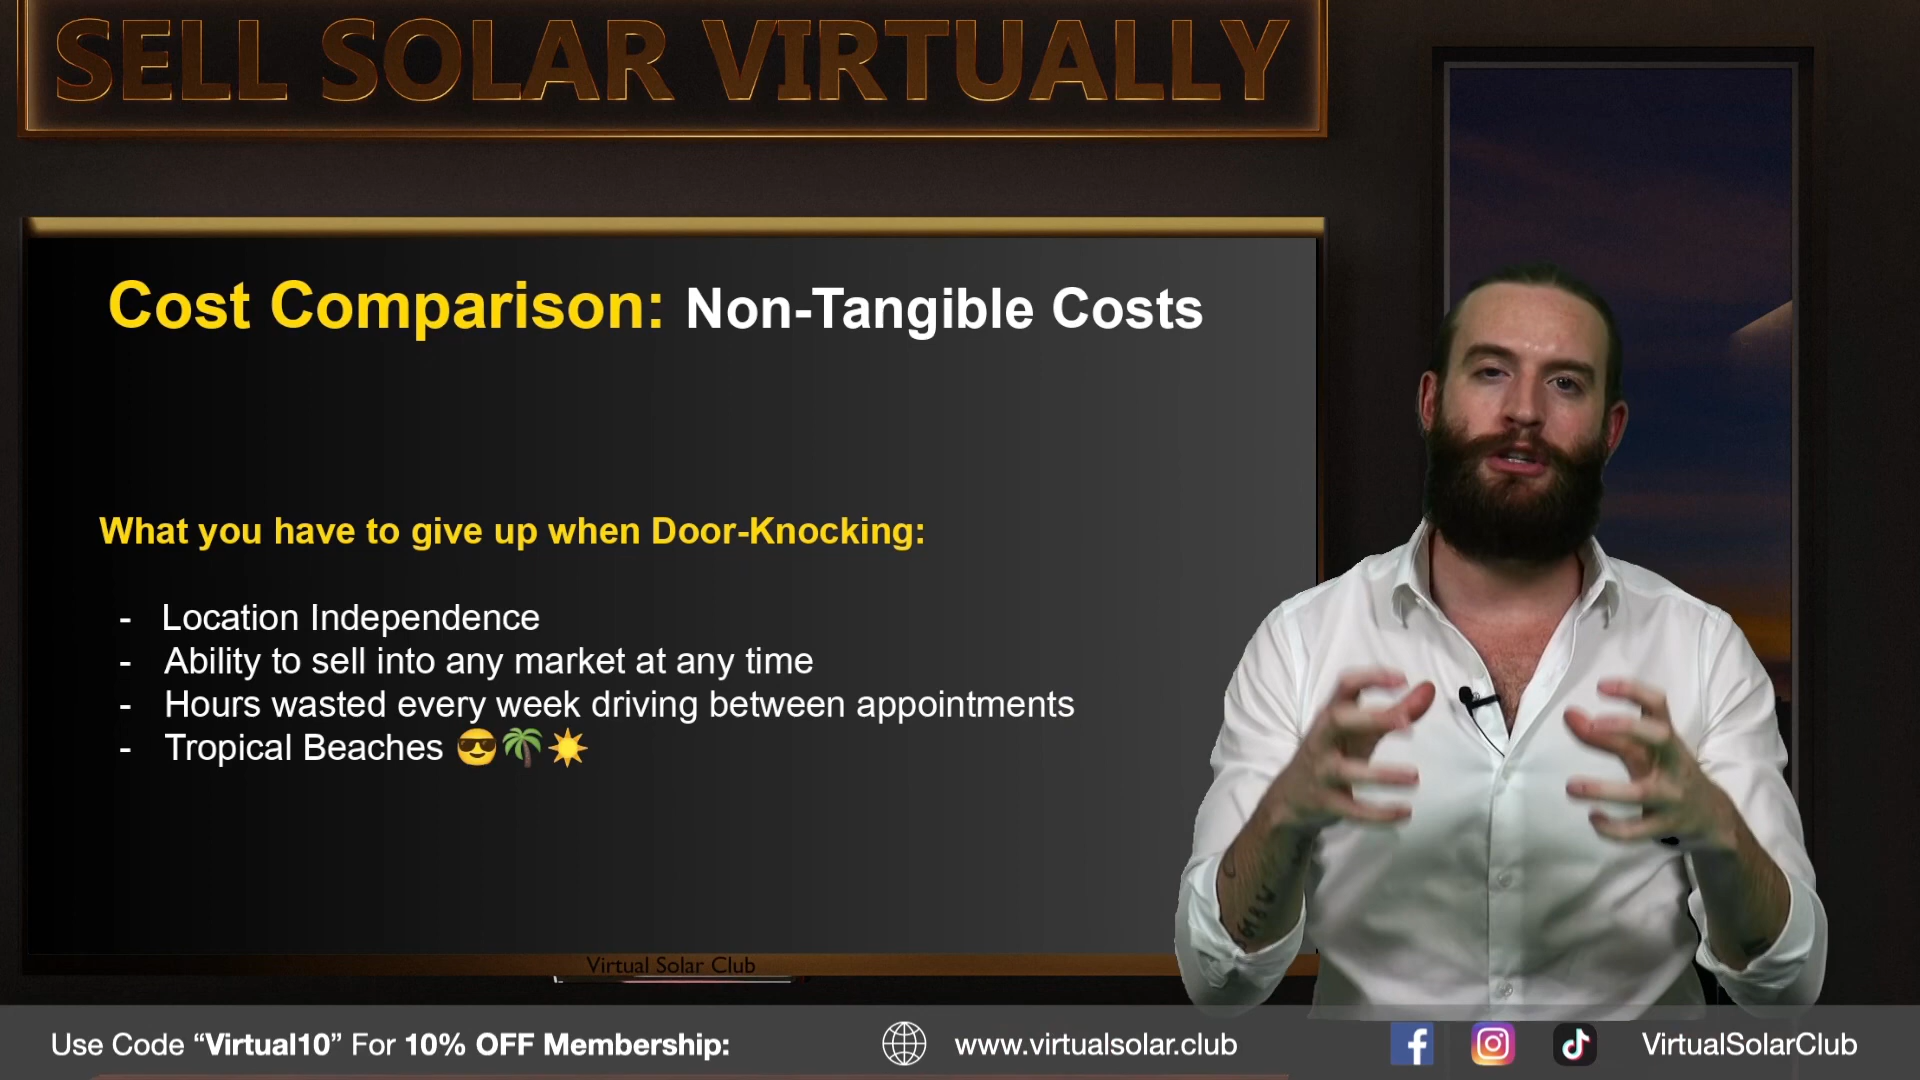 SELL SOLAR VIRTUALLY
Cost Comparison: Non-Tangible Costs
What you have to give up when Door-Knocking:
- Location Independence
- Ability to sell into any market at any time
- Hours wasted every week driving between appointments
- Tropical Beaches 😎🌴☀️
Virtual Solar Club
Use Code “Virtual10” For 10% OFF Membership: www.virtualsolar.club VirtualSolarClub